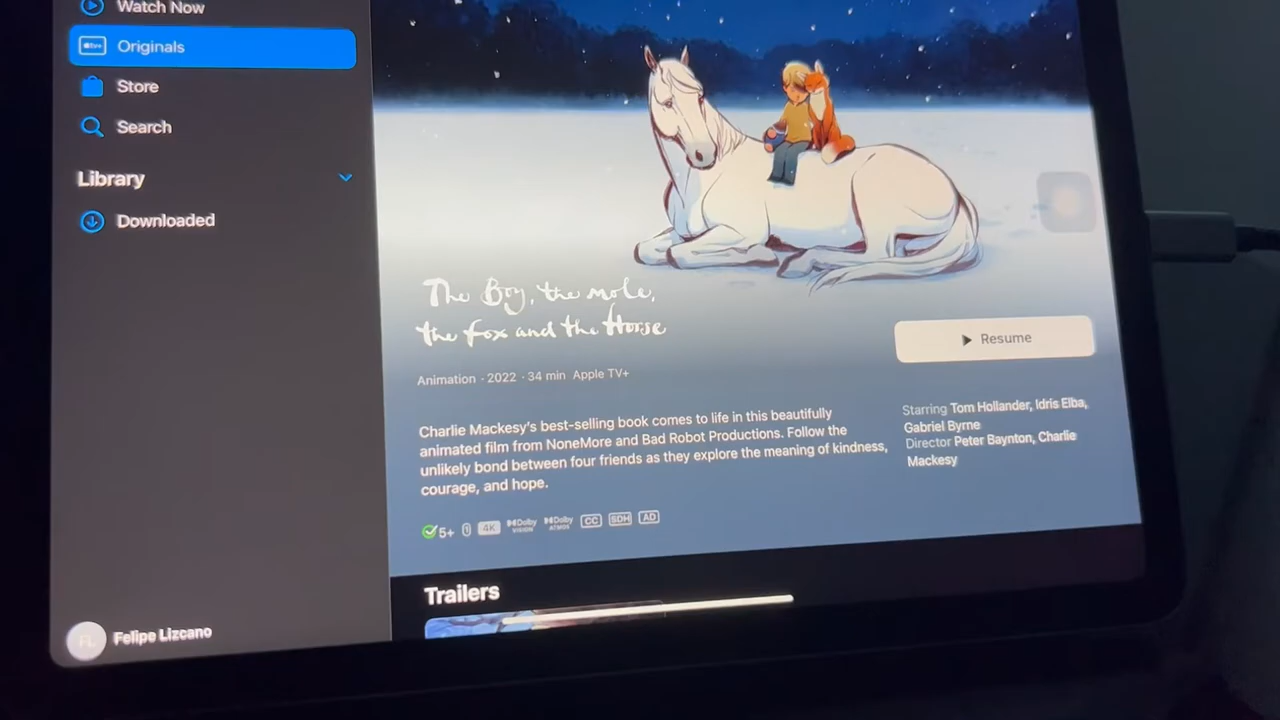 Watch Now
Originals
Store
Search
Library
Downloaded
Felipe Lizcano
The Boy, the mole,
the fox and the Horse
Animation · 2022 · 34 min Apple TV+
Resume
Charlie Mackesy's best-selling book comes to life in this beautifully
animated film from NoneMore and Bad Robot Productions. Follow the
unlikely bond between four friends as they explore the meaning of kindness,
courage, and hope.
Starring Tom Hollander, Idris Elba,
Gabriel Byrne
Director Peter Baynton, Charlie
Mackesy
5+ 4K Dolby VISION Dolby ATMOS CC SDH AD
Trailers